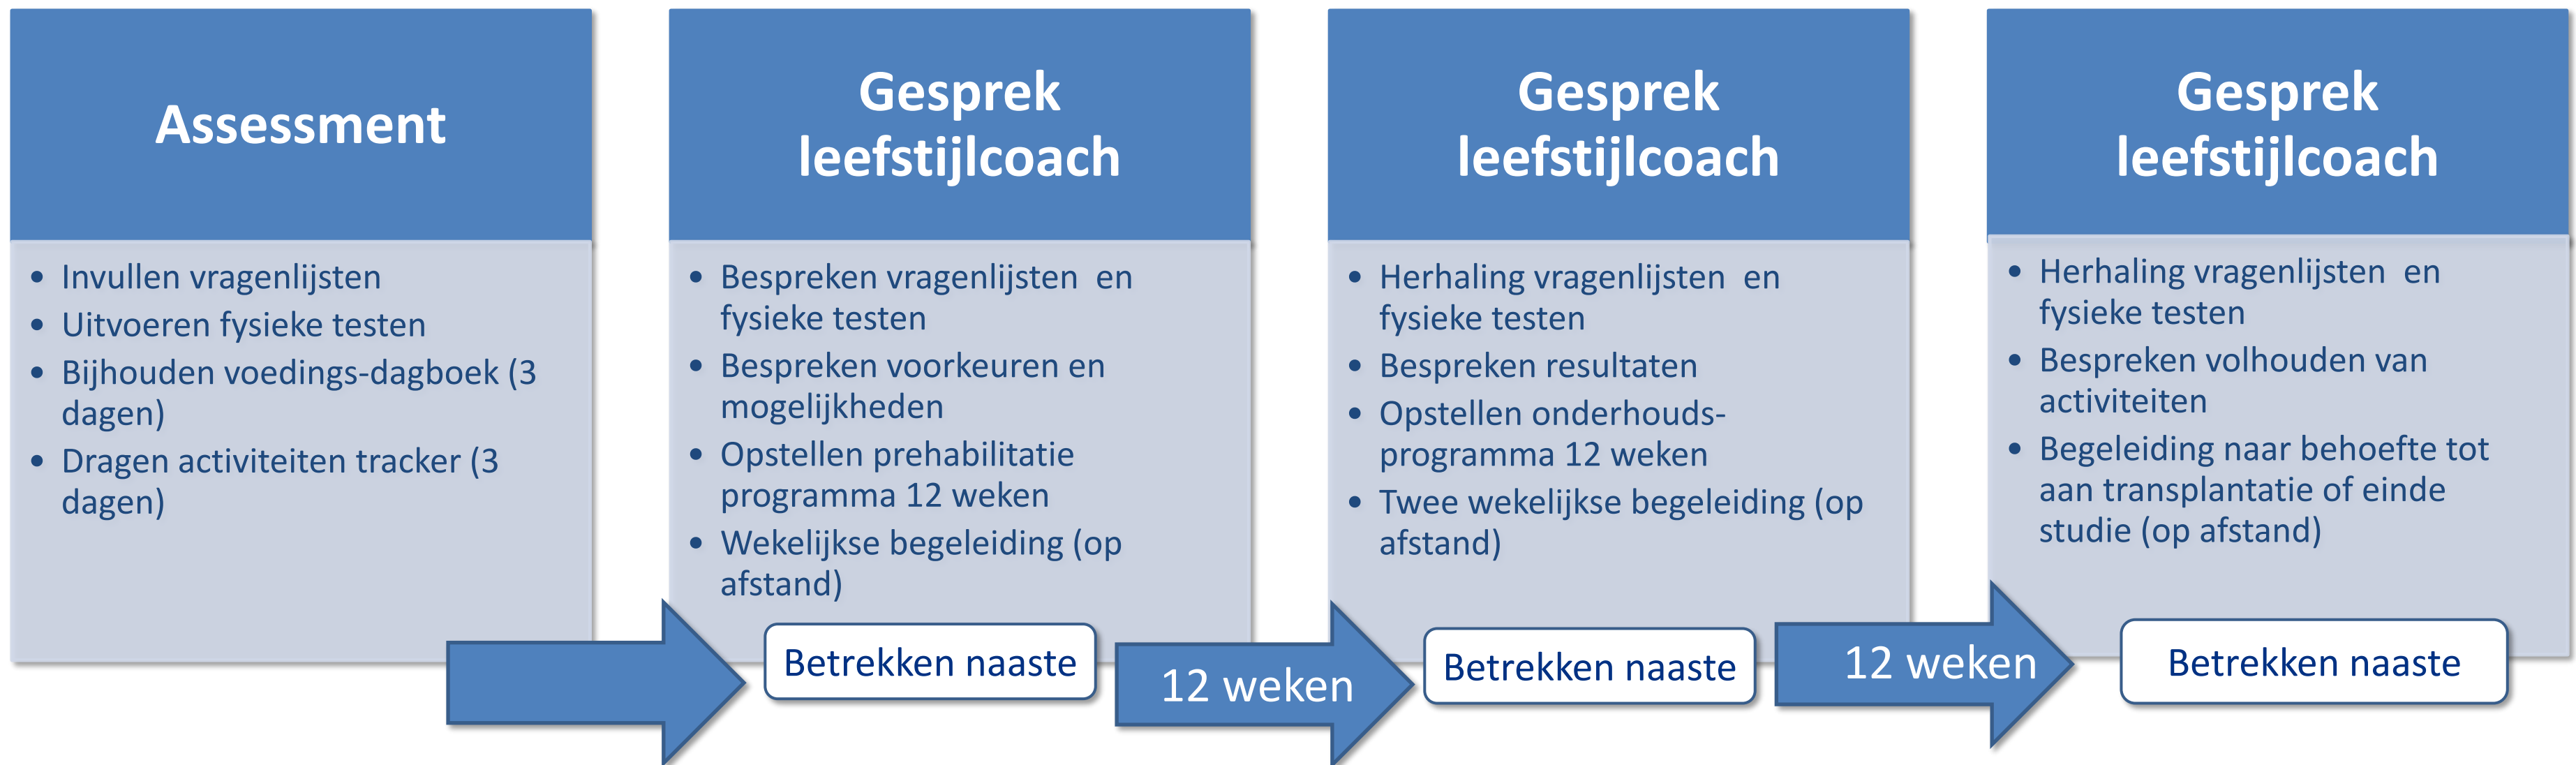 Assessment
• Invullen vragenlijsten
• Uitvoeren fysieke testen
• Bijhouden voedings-dagboek (3
dagen)
• Dragen activiteiten tracker (3
dagen)
Gesprek
leefstijlcoach
• Bespreken vragenlijsten  en
fysieke testen
• Bespreken voorkeuren en
mogelijkheden
• Opstellen prehabilitatie
programma 12 weken
• Wekelijkse begeleiding (op
afstand)
Betrekken naaste
12 weken
Gesprek
leefstijlcoach
• Herhaling vragenlijsten  en
fysieke testen
• Bespreken resultaten
• Opstellen onderhouds-
programma 12 weken
• Twee wekelijkse begeleiding (op
afstand)
Betrekken naaste
12 weken
Gesprek
leefstijlcoach
• Herhaling vragenlijsten  en
fysieke testen
• Bespreken volhouden van
activiteiten
• Begeleiding naar behoefte tot
aan transplantatie of einde
studie (op afstand)
Betrekken naaste